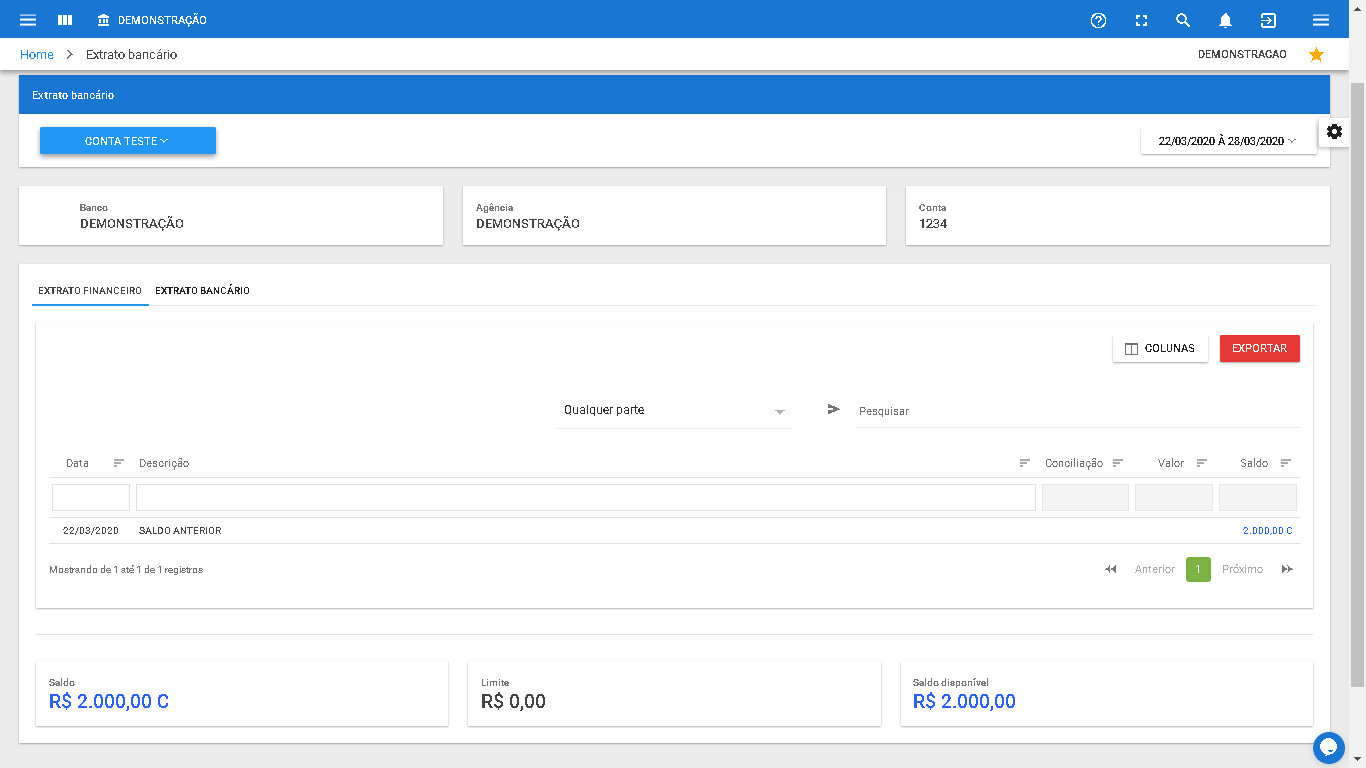 DEMONSTRAÇÃO
Home > Extrato bancário
DEMONSTRACAO
Extrato bancário
CONTA TESTE
22/03/2020 À 28/03/2020
Banco
DEMONSTRAÇÃO
Agência
DEMONSTRAÇÃO
Conta
1234
EXTRATO FINANCEIRO EXTRATO BANCÁRIO
COLUNAS EXPORTAR
Qualquer parte Pesquisar
Data Descrição Conciliação Valor Saldo
22/03/2020 SALDO ANTERIOR 2.000,00 C
Mostrando de 1 até 1 de 1 registros Anterior 1 Próximo
Saldo
R$ 2.000,00 C
Limite
R$ 0,00
Saldo disponível
R$ 2.000,00